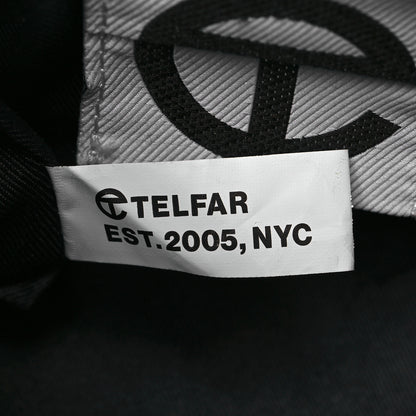 TELFAR
EST. 2005, NYC